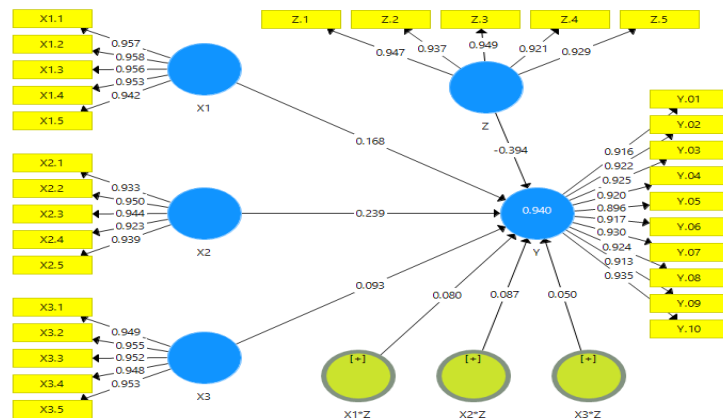 X1.1
X1.2
X1.3
X1.4
X1.5
0.957
0.958
0.956
0.953
0.942
X1
Z.1
Z.2
Z.3
Z.4
Z.5
0.947
0.937
0.949
0.921
0.929
Z
0.168
-0.394
X2.1
X2.2
X2.3
X2.4
X2.5
0.933
0.950
0.944
0.923
0.939
X2
0.239
0.940
Y
0.916
0.922
0.925
0.920
0.896
0.917
0.930
0.924
0.913
0.935
Y.01
Y.02
Y.03
Y.04
Y.05
Y.06
Y.07
Y.08
Y.09
Y.10
X3.1
X3.2
X3.3
X3.4
X3.5
0.949
0.955
0.952
0.948
0.953
X3
0.093
0.080
0.087
0.050
[+]
[+]
[+]
X1*Z
X2*Z
X3*Z